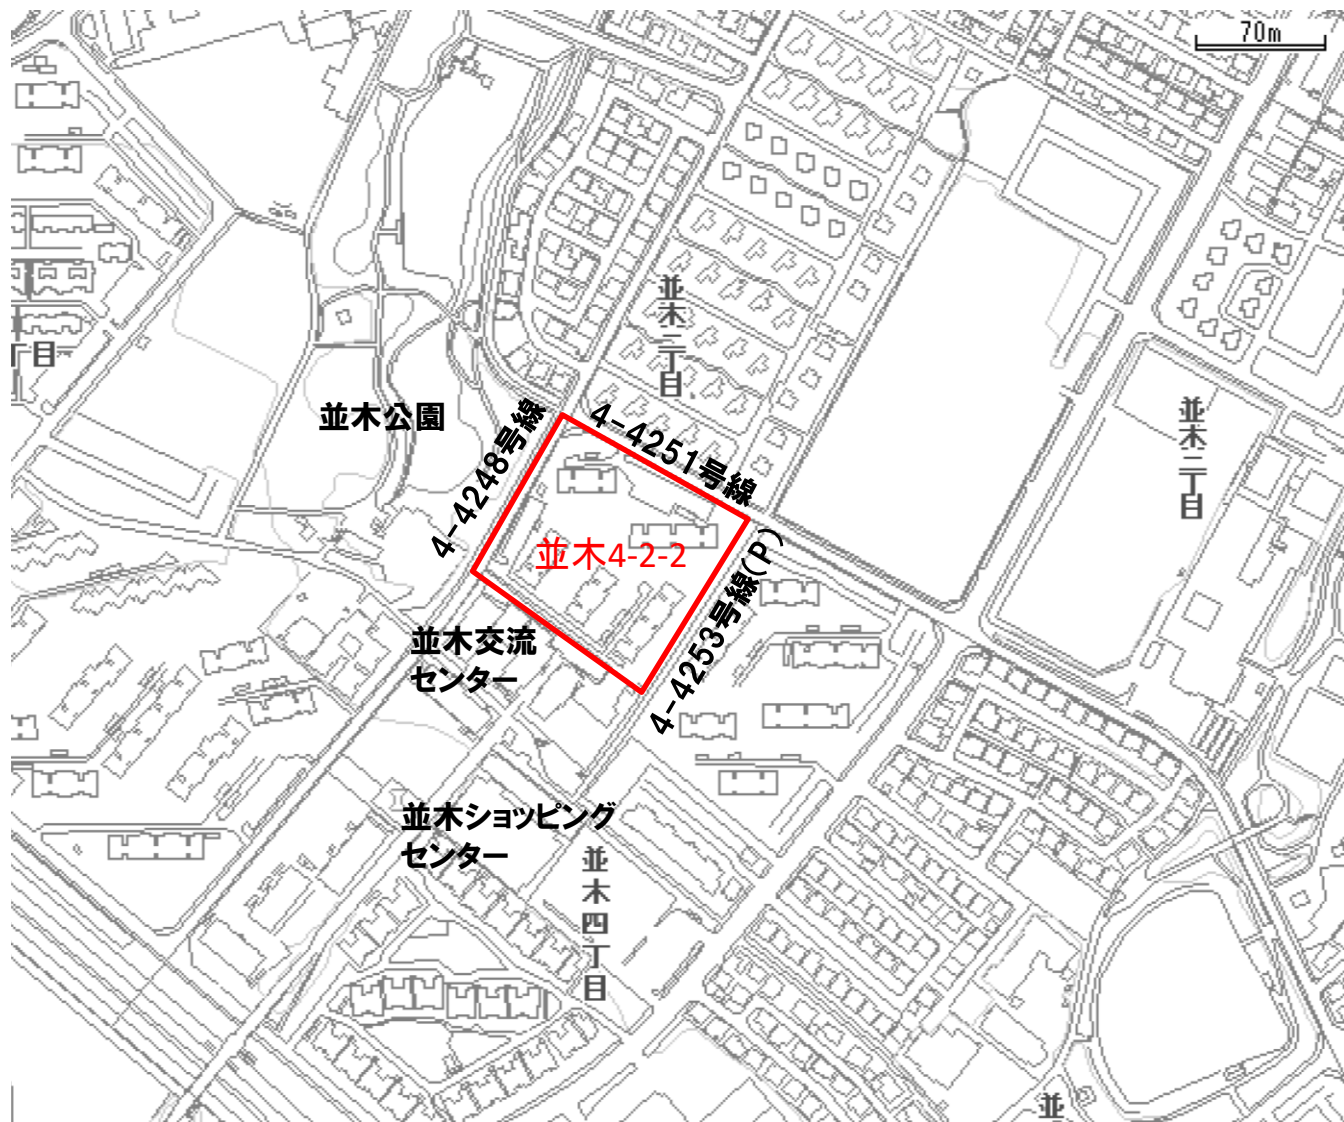 70m
並木三丁目
目
並木公園
4-4248号線
4-4251号線
並木二丁目
並木4-2-2
4-4253号線(P)
並木交流
センター
並木ショッピング
センター
並木四丁目
並